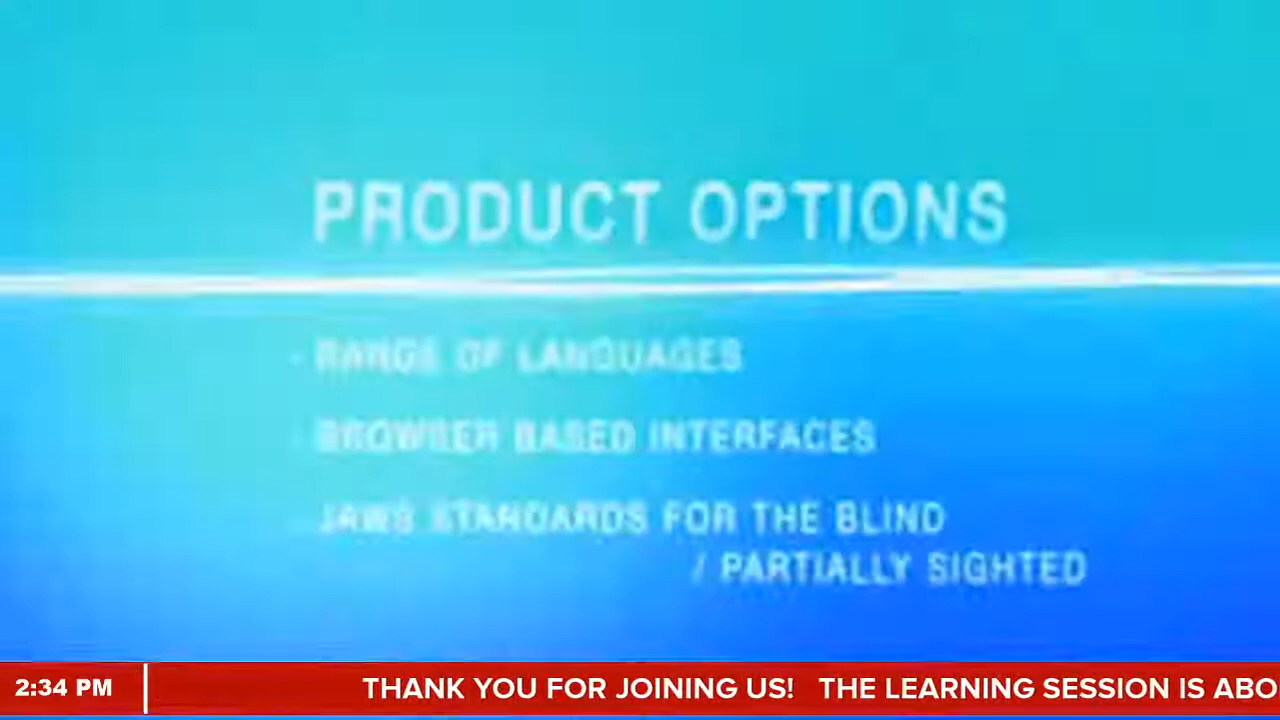 PRODUCT OPTIONS
- RANGE OF LANGUAGES
- BROWSER BASED INTERFACES
- JAWS STANDARDS FOR THE BLIND
/ PARTIALLY SIGHTED
2:34 PM
THANK YOU FOR JOINING US! THE LEARNING SESSION IS ABO